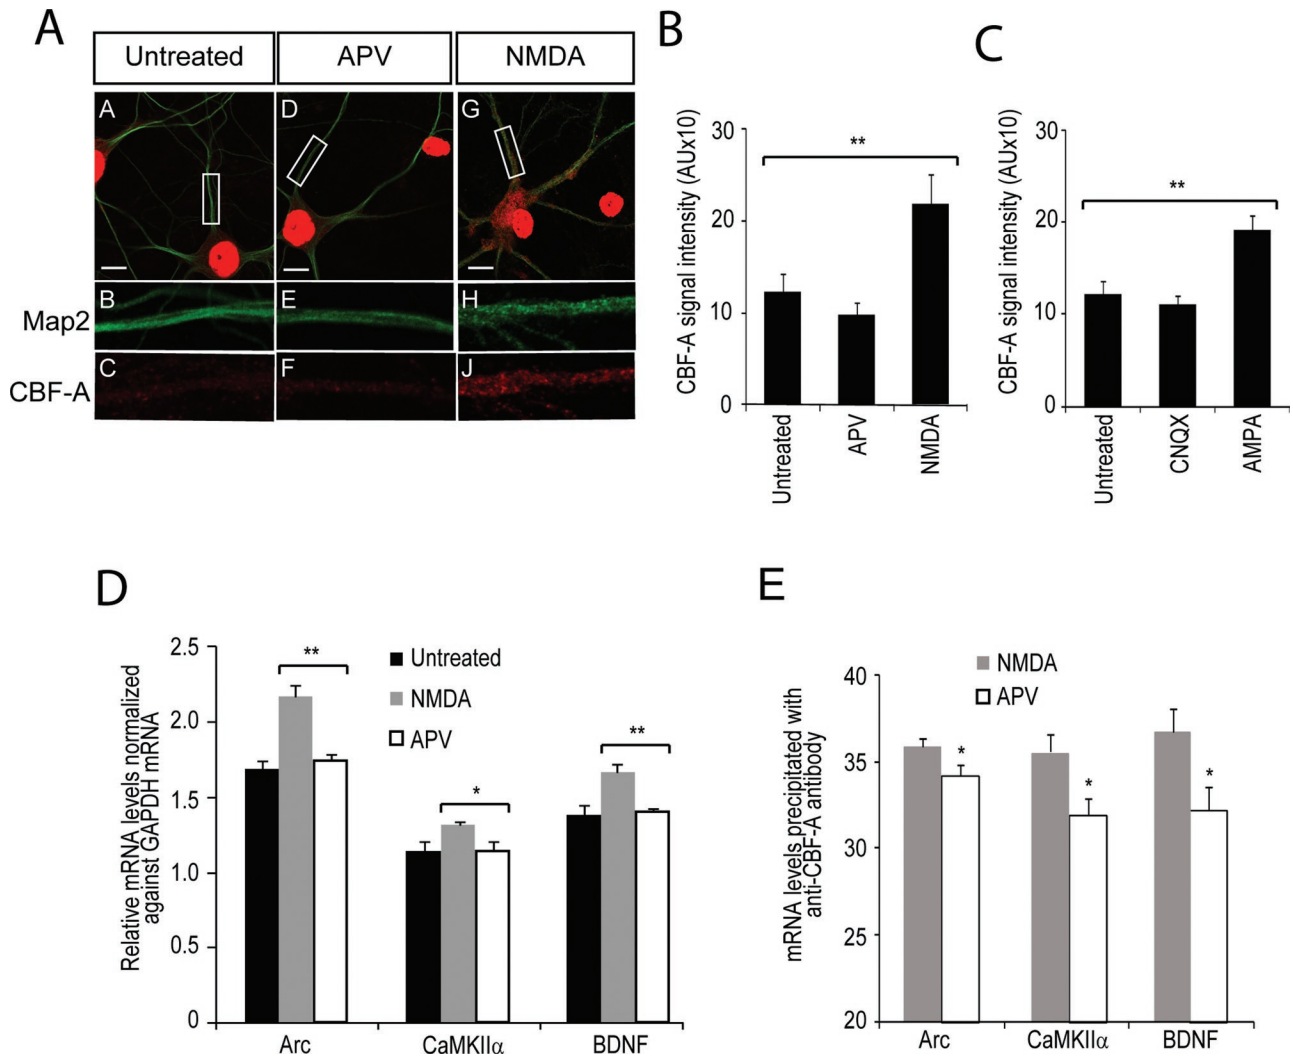 A
Untreated
APV
NMDA
A
D
G
B
E
H
Map2
C
F
J
CBF-A
B
CBF-A signal intensity (AUx10)
30
20
10
0
**
Untreated
APV
NMDA
C
CBF-A signal intensity (AUx10)
30
20
10
0
**
Untreated
CNQX
AMPA
D
Relative mRNA levels normalized
against GAPDH mRNA
2.5
2.0
1.5
1.0
0.5
0
**
*
**
Untreated
NMDA
APV
Arc
CaMKIIα
BDNF
E
mRNA levels precipitated with
anti-CBF-A antibody
40
35
30
25
20
NMDA
APV
*
*
*
Arc
CaMKIIα
BDNF